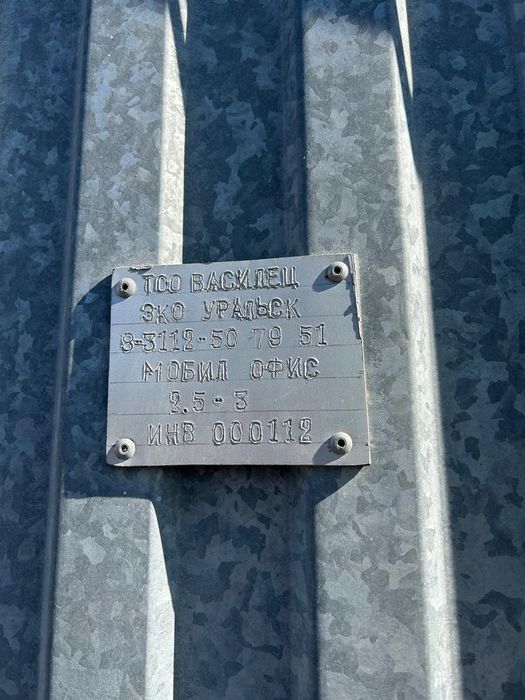 ТОО ВАСИЛЕЦ
ЗКО УРАЛЬСК
8-3112-50 79 51
МОБИЛ ОФИС
2.5-3
ИНВ 000112